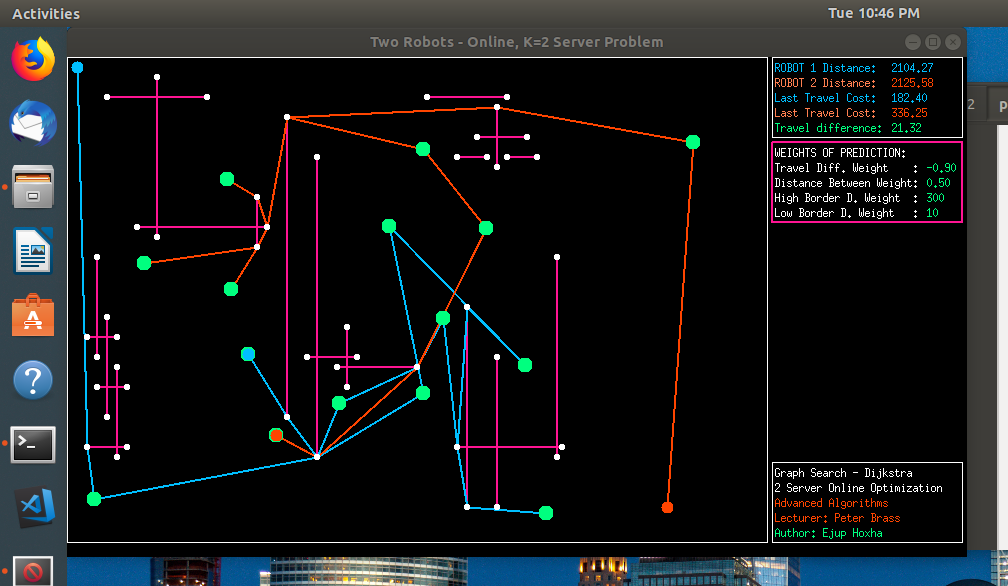 Activities
Tue 10:46 PM
Two Robots - Online, K=2 Server Problem
ROBOT 1 Distance: 2104.27
ROBOT 2 Distance: 2125.58
Last Travel Cost: 182.40
Last Travel Cost: 336.25
Travel difference: 21.32
2
p
WEIGHTS OF PREDICTION:
Travel Diff. Weight : -0.90
Distance Between Weight: 0.50
High Border D. Weight : 300
Low Border D. Weight : 10
A
?
>_
Graph Search - Dijkstra
2 Server Online Optimization
Advanced Algorithms
Lecturer: Peter Brass
Author: Ejup Hoxha